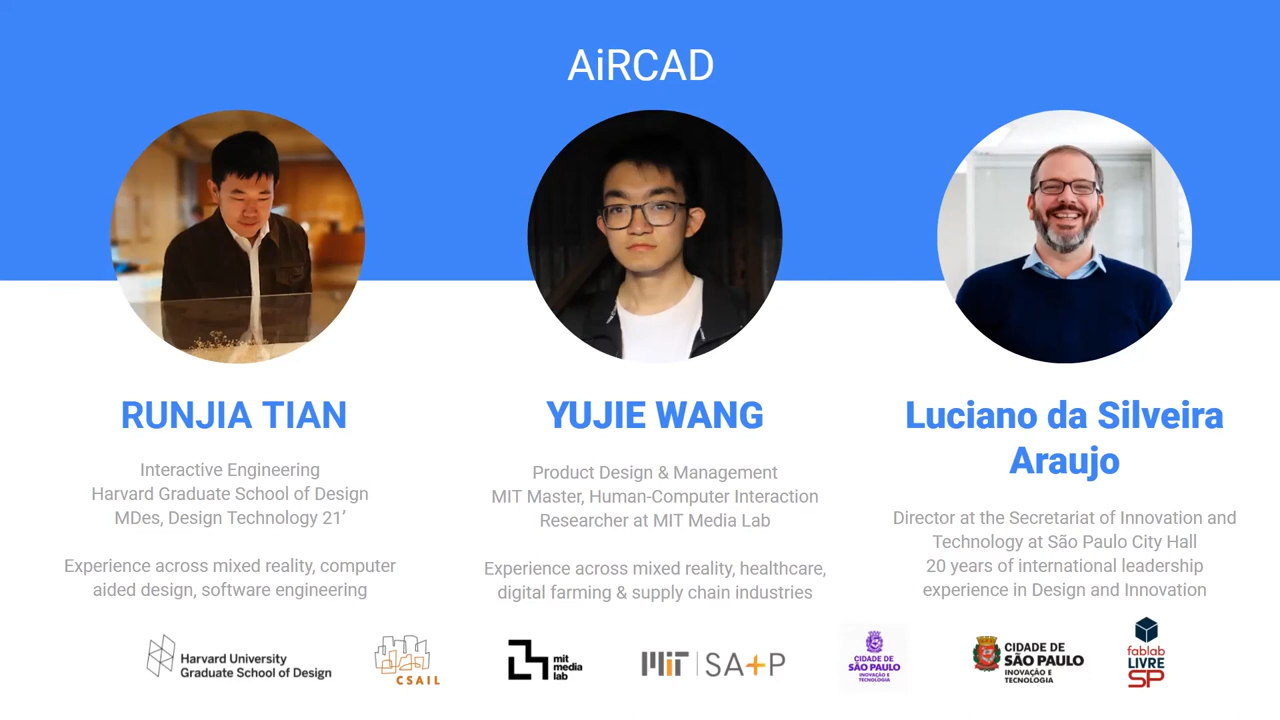 AiRCAD
RUNJIA TIAN
Interactive Engineering
Harvard Graduate School of Design
MDes, Design Technology 21’
Experience across mixed reality, computer
aided design, software engineering
YUJIE WANG
Product Design & Management
MIT Master, Human-Computer Interaction
Researcher at MIT Media Lab
Experience across mixed reality, healthcare,
digital farming & supply chain industries
Luciano da Silveira
Araujo
Director at the Secretariat of Innovation and
Technology at São Paulo City Hall
20 years of international leadership
experience in Design and Innovation
Harvard University
Graduate School of Design
CSAIL
mit
media
lab
MIT SA+P
CIDADE DE
SÃO PAULO
INOVAÇÃO E
TECNOLOGIA
CIDADE DE
SÃO PAULO
INOVAÇÃO E
TECNOLOGIA
fablab
LIVRE
SP